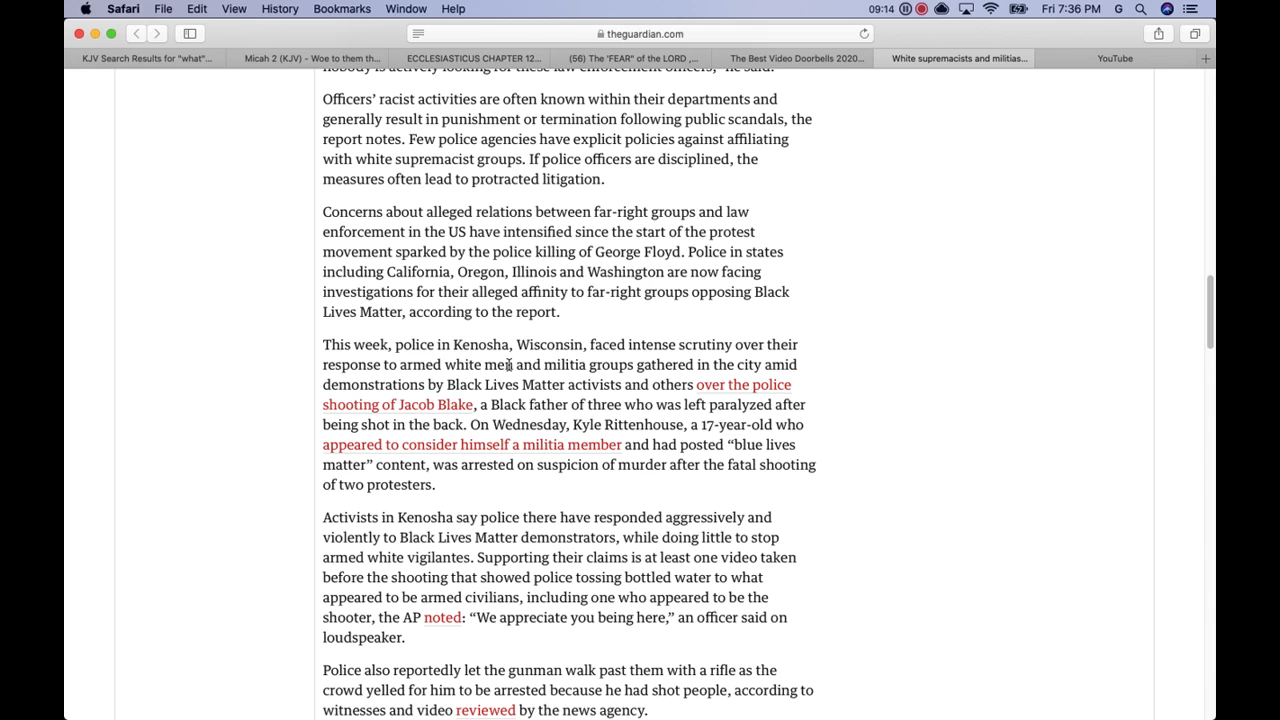 Safari File Edit View History Bookmarks Window Help 09:14 Fri 7:36 PM G
theguardian.com
KJV Search Results for "what"... Micah 2 (KJV) - Woe to them th... ECCLESIASTICUS CHAPTER 12... (56) The 'FEAR" of the LORD ,... The Best Video Doorbells 2020... White supremacists and militias... YouTube
nobody is actively looking for these law enforcement officers," he said.
Officers’ racist activities are often known within their departments and
generally result in punishment or termination following public scandals, the
report notes. Few police agencies have explicit policies against affiliating
with white supremacist groups. If police officers are disciplined, the
measures often lead to protracted litigation.
Concerns about alleged relations between far-right groups and law
enforcement in the US have intensified since the start of the protest
movement sparked by the police killing of George Floyd. Police in states
including California, Oregon, Illinois and Washington are now facing
investigations for their alleged affinity to far-right groups opposing Black
Lives Matter, according to the report.
This week, police in Kenosha, Wisconsin, faced intense scrutiny over their
response to armed white men and militia groups gathered in the city amid
demonstrations by Black Lives Matter activists and others over the police
shooting of Jacob Blake, a Black father of three who was left paralyzed after
being shot in the back. On Wednesday, Kyle Rittenhouse, a 17-year-old who
appeared to consider himself a militia member and had posted “blue lives
matter” content, was arrested on suspicion of murder after the fatal shooting
of two protesters.
Activists in Kenosha say police there have responded aggressively and
violently to Black Lives Matter demonstrators, while doing little to stop
armed white vigilantes. Supporting their claims is at least one video taken
before the shooting that showed police tossing bottled water to what
appeared to be armed civilians, including one who appeared to be the
shooter, the AP noted: “We appreciate you being here,” an officer said on
loudspeaker.
Police also reportedly let the gunman walk past them with a rifle as the
crowd yelled for him to be arrested because he had shot people, according to
witnesses and video reviewed by the news agency.